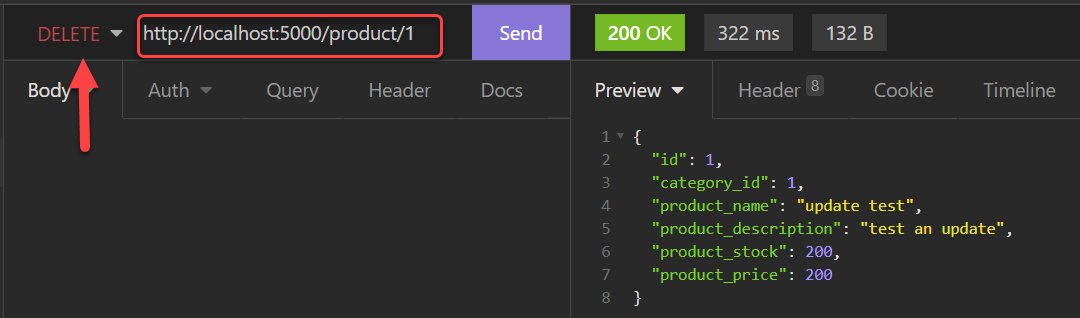 DELETE http://localhost:5000/product/1 Send 200 OK 322 ms 132 B
Body Auth Query Header Docs Preview Header 8 Cookie Timeline
1 {
2 "id": 1,
3 "category_id": 1,
4 "product_name": "update test",
5 "product_description": "test an update",
6 "product_stock": 200,
7 "product_price": 200
8 }